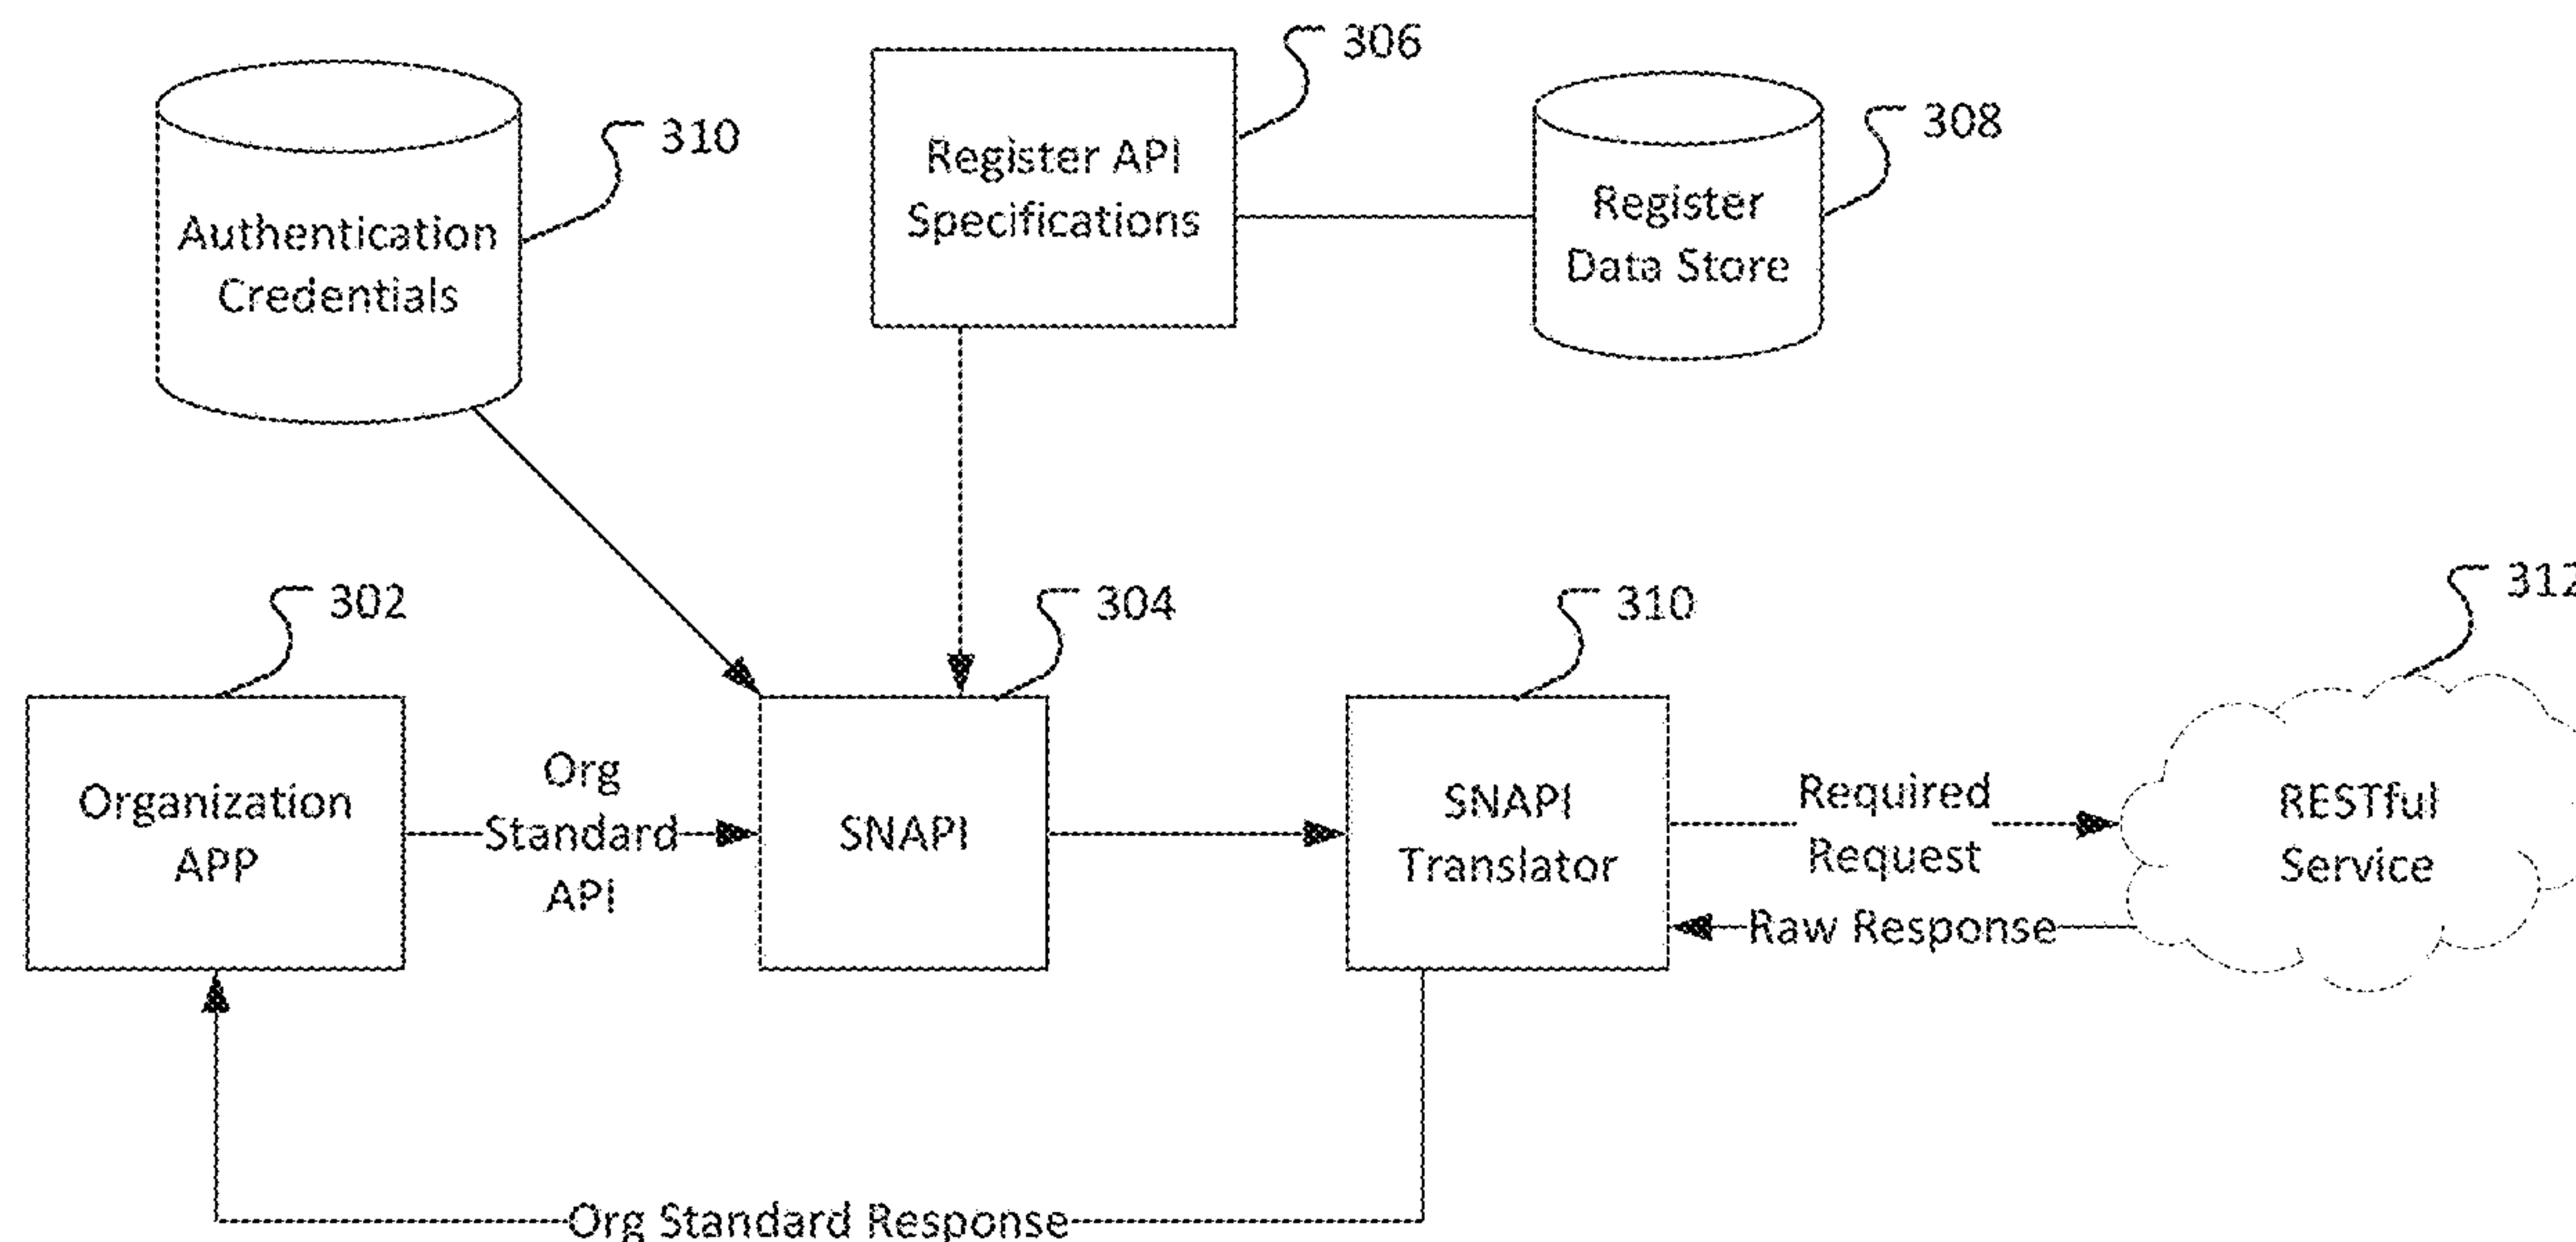 306
310
308
Register API
Specifications
Register
Data Store
Authentication
Credentials
302
304
310
312
Organization
APP
Org
Standard
API
SNAPI
SNAPI
Translator
Required
Request
Raw Response
RESTful
Service
Org Standard Response